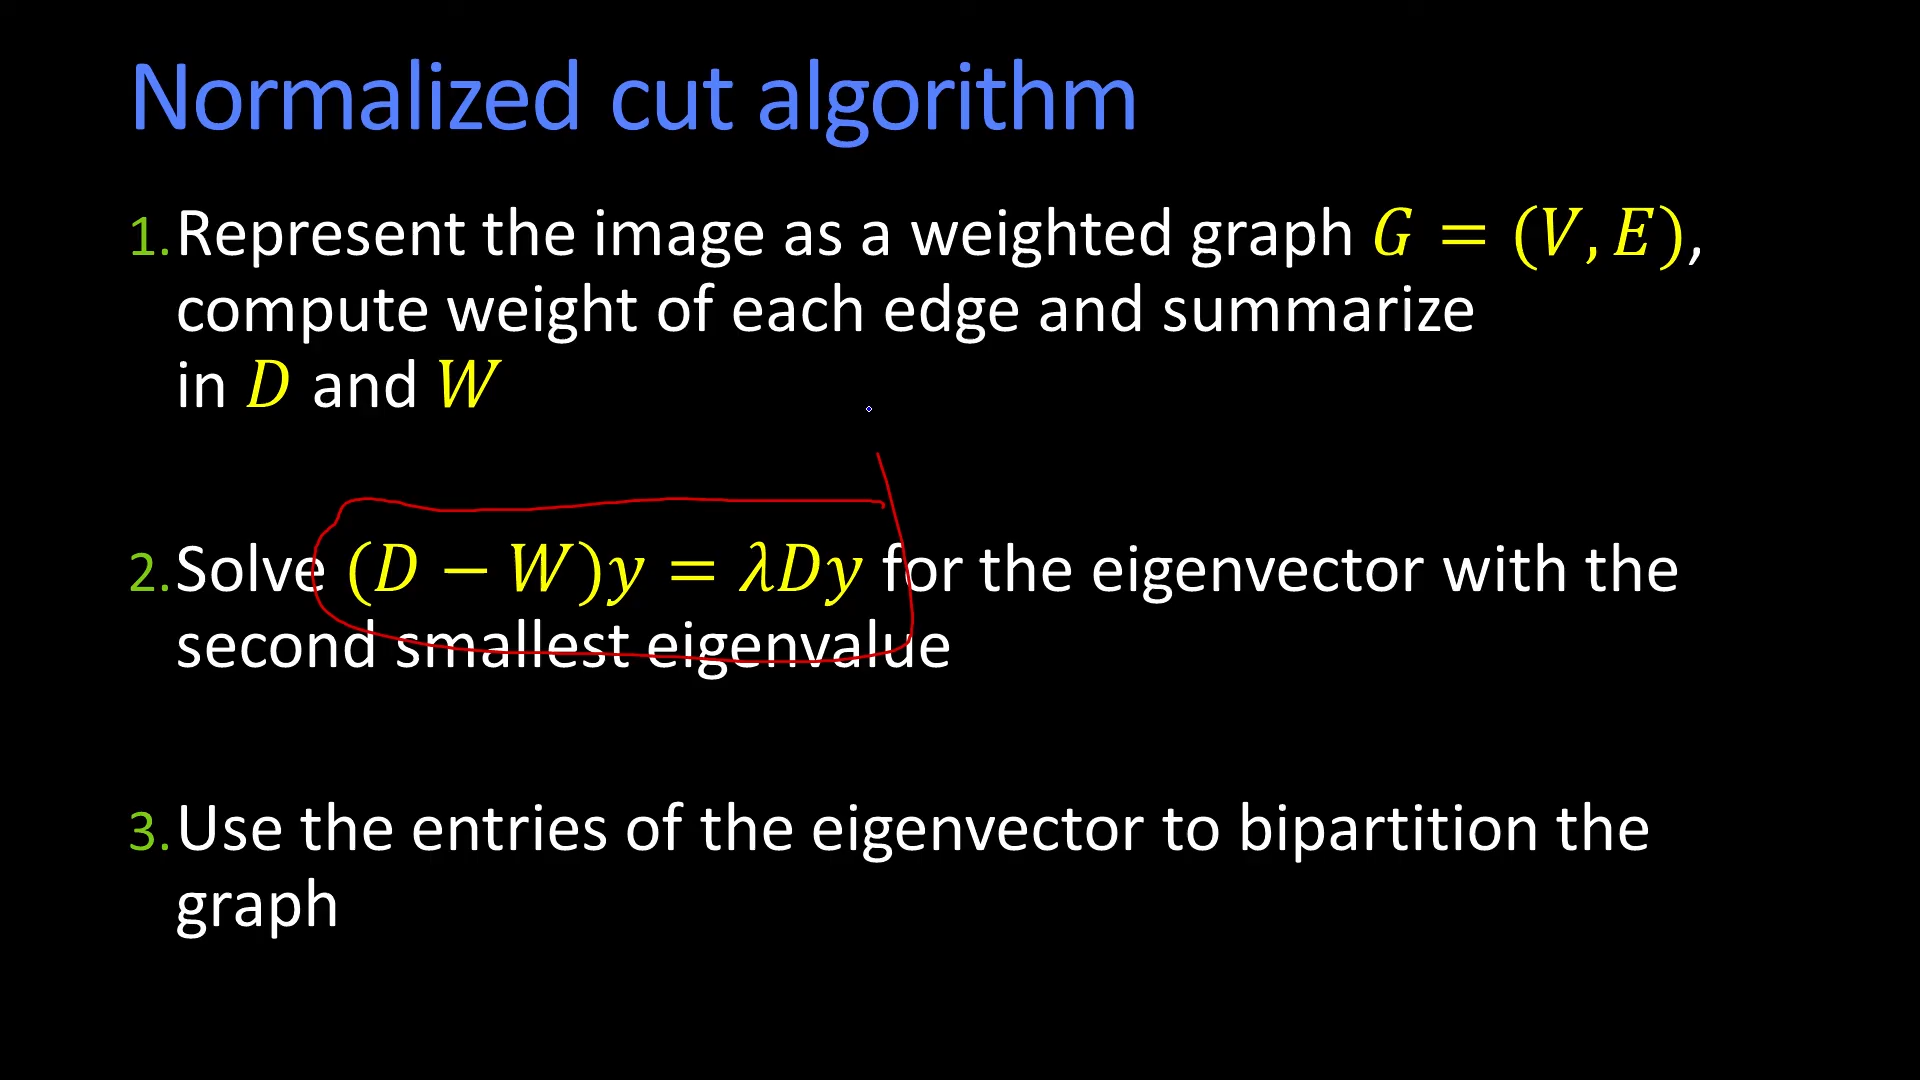 Normalized cut algorithm
1. Represent the image as a weighted graph G = (V, E),
compute weight of each edge and summarize
in D and W
2. Solve (D − W)y = λDy for the eigenvector with the
second smallest eigenvalue
3. Use the entries of the eigenvector to bipartition the
graph